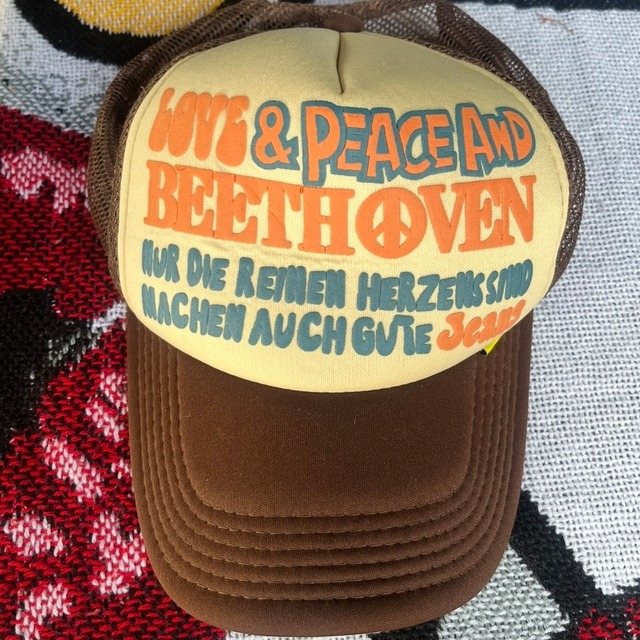 LOVE & PEACE AND
BEETHOVEN
NUR DIE REINEN HERZENS SIND
MACHEN AUCH GUTE Jeans